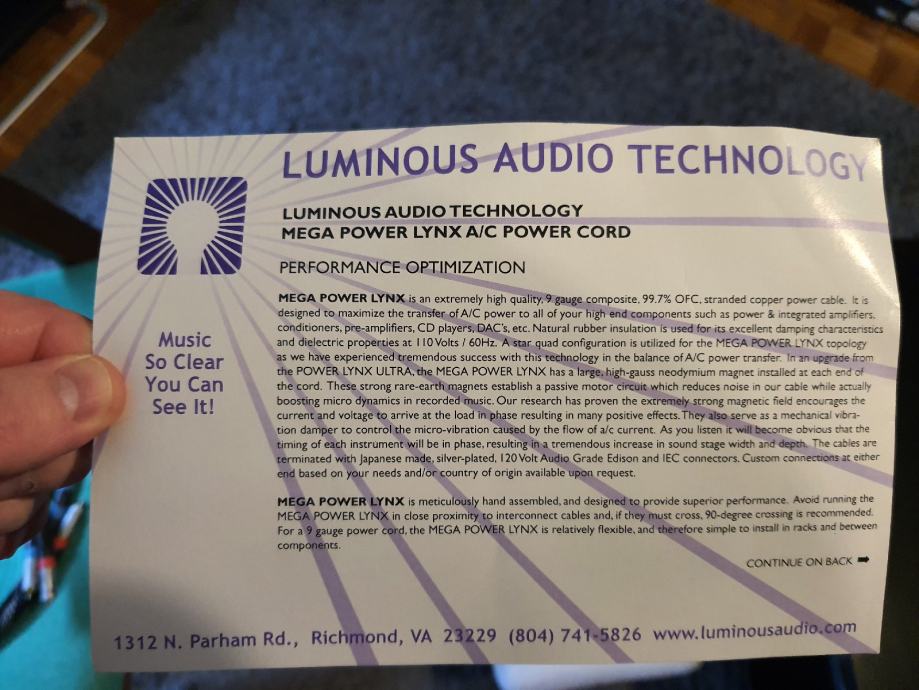 LUMINOUS AUDIO TECHNOLOGY
LUMINOUS AUDIO TECHNOLOGY
MEGA POWER LYNX A/C POWER CORD
PERFORMANCE OPTIMIZATION
MEGA POWER LYNX is an extremely high quality, 9 gauge composite, 99.7% OFC, stranded copper power cable. It is
designed to maximize the transfer of A/C power to all of your high end components such as power & integrated amplifiers,
conditioners, pre-amplifiers, CD players, DAC's, etc. Natural rubber insulation is used for its excellent damping characteristics
and dielectric properties at 110 Volts / 60Hz. A star quad configuration is utilized for the MEGA POWER LYNX topology
as we have experienced tremendous success with this technology in the balance of A/C power transfer. In an upgrade from
the POWER LYNX ULTRA, the MEGA POWER LYNX has a large, high-gauss neodymium magnet installed at each end of
the cord. These strong rare-earth magnets establish a passive motor circuit which reduces noise in our cable while actually
boosting micro dynamics in recorded music. Our research has proven the extremely strong magnetic field encourages the
current and voltage to arrive at the load in phase resulting in many positive effects. They also serve as a mechanical vibra-
tion damper to control the micro-vibration caused by the flow of a/c current. As you listen it will become obvious that the
timing of each instrument will be in phase, resulting in a tremendous increase in sound stage width and depth. The cables are
terminated with Japanese made, silver-plated, 120 Volt Audio Grade Edison and IEC connectors. Custom connections at either
end based on your needs and/or country of origin available upon request.
MEGA POWER LYNX is meticulously hand assembled, and designed to provide superior performance. Avoid running the
MEGA POWER LYNX in close proximity to interconnect cables and, if they must cross, 90-degree crossing is recommended.
For a 9 gauge power cord, the MEGA POWER LYNX is relatively flexible, and therefore simple to install in racks and between
components.
CONTINUE ON BACK ➡
Music
So Clear
You Can
See It!
1312 N. Parham Rd., Richmond, VA 23229 (804) 741-5826 www.luminousaudio.com